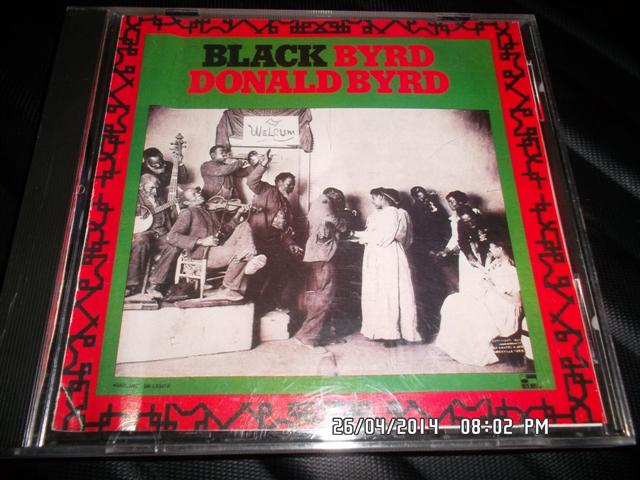 BLACK BYRD
DONALD BYRD
WELCUM
26/04/2014 08:02 PM